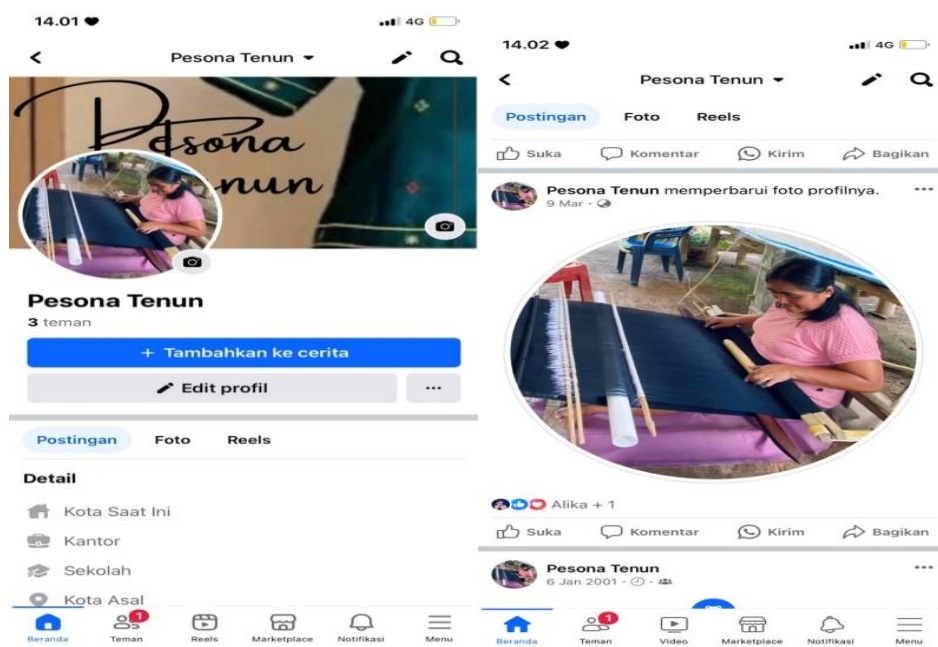 14.01
4G
Pesona Tenun
Pesona
nun
Pesona Tenun
3 teman
+ Tambahkan ke cerita
Edit profil
Postingan Foto Reels
Detail
Kota Saat Ini
Kantor
Sekolah
Kota Asal
1
Beranda Teman Reels Marketplace Notifikasi Menu
14.02
4G
Pesona Tenun
Postingan Foto Reels
Suka Komentar Kirim Bagikan
Pesona Tenun memperbarui foto profilnya.
9 Mar ·
Alika + 1
Suka Komentar Kirim Bagikan
Pesona Tenun
6 Jan 2001 · ·
1
Beranda Teman Video Marketplace Notifikasi Menu